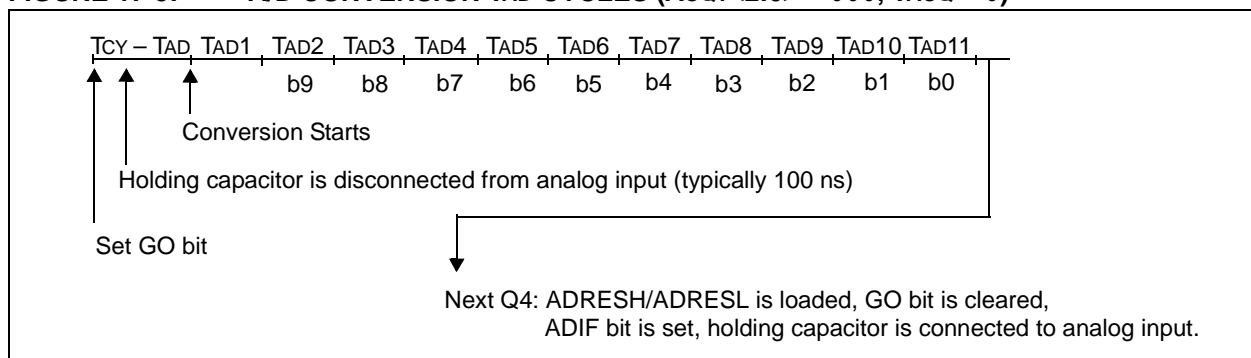 TCY – TAD TAD1 TAD2 TAD3 TAD4 TAD5 TAD6 TAD7 TAD8 TAD9 TAD10 TAD11
b9 b8 b7 b6 b5 b4 b3 b2 b1 b0
Conversion Starts
Holding capacitor is disconnected from analog input (typically 100 ns)
Set GO bit
Next Q4: ADRESH/ADRESL is loaded, GO bit is cleared,
ADIF bit is set, holding capacitor is connected to analog input.